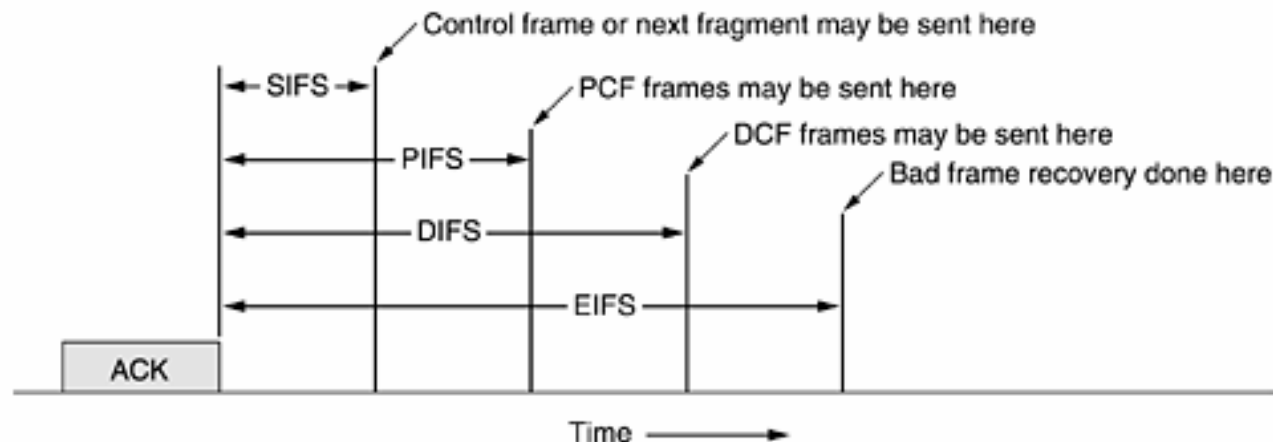 Control frame or next fragment may be sent here
SIFS
PCF frames may be sent here
DCF frames may be sent here
PIFS
Bad frame recovery done here
DIFS
EIFS
ACK
Time